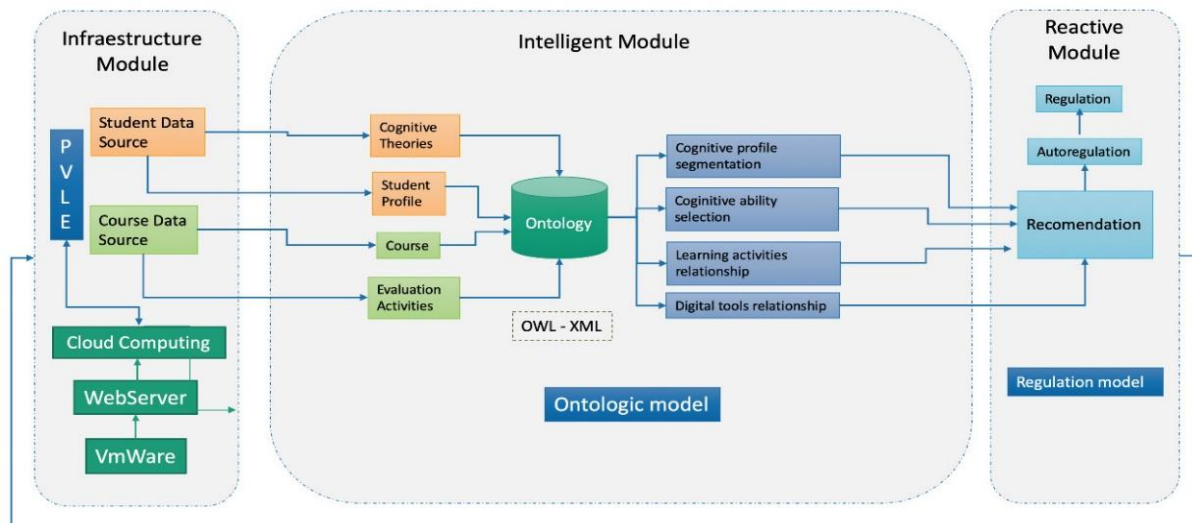 Infraestructure
Module
P
V
L
E
Student Data
Source
Course Data
Source
Cloud Computing
WebServer
VmWare
Intelligent Module
Cognitive
Theories
Student
Profile
Course
Evaluation
Activities
Ontology
OWL - XML
Cognitive profile
segmentation
Coginitive ability
selection
Learning activities
relationship
Digital tools relationship
Ontologic model
Reactive
Module
Regulation
Autoregulation
Recomendation
Regulation model